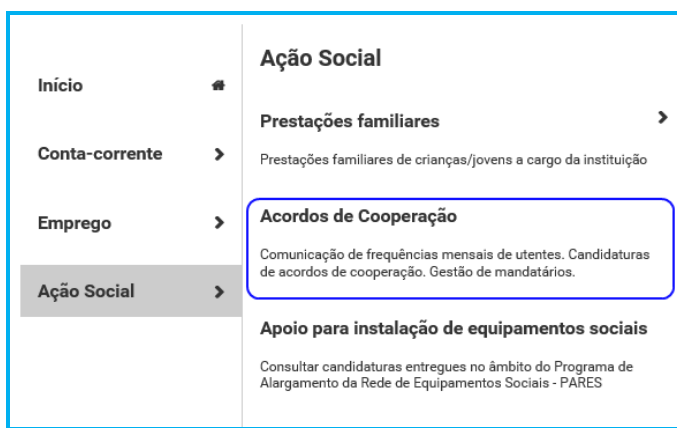 Início
Conta-corrente
Emprego
Ação Social
Ação Social
Prestações familiares
Prestações familiares de crianças/jovens a cargo da instituição
Acordos de Cooperação
Comunicação de frequências mensais de utentes. Candidaturas
de acordos de cooperação. Gestão de mandatários.
Apoio para instalação de equipamentos sociais
Consultar candidaturas entregues no âmbito do Programa de
Alargamento da Rede de Equipamentos Sociais - PARES